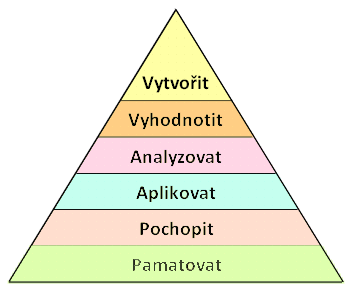 Vytvořit
Vyhodnotit
Analyzovat
Aplikovat
Pochopit
Pamatovat